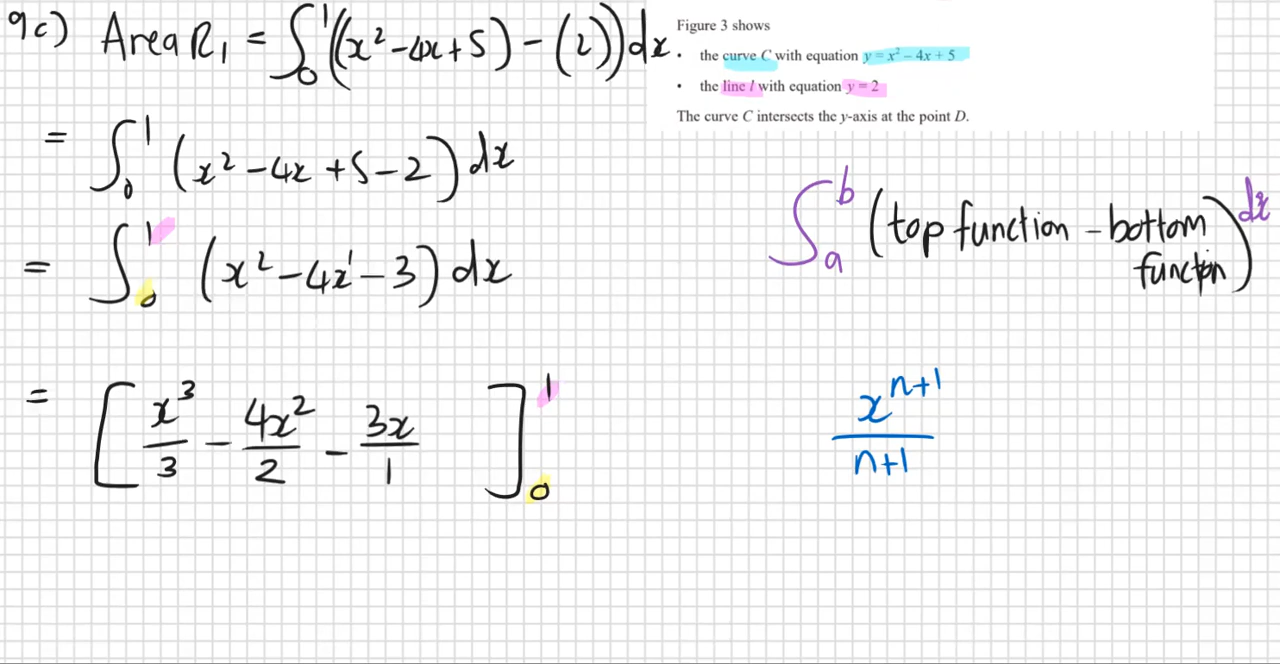 9c) Area R₁ = ∫₀¹((x²-4x+5)-(2))dx
Figure 3 shows
• the curve C with equation y = x² – 4x + 5
• the line l with equation y = 2
The curve C intersects the y-axis at the point D.
= ∫₀¹ (x²-4x+5-2)dx
∫ₐᵇ (top function - bottom function) dx
= ∫₀¹ (x²-4x¹-3)dx
= [x³/3 - 4x²/2 - 3x/1]₀¹
xⁿ⁺¹/n+1